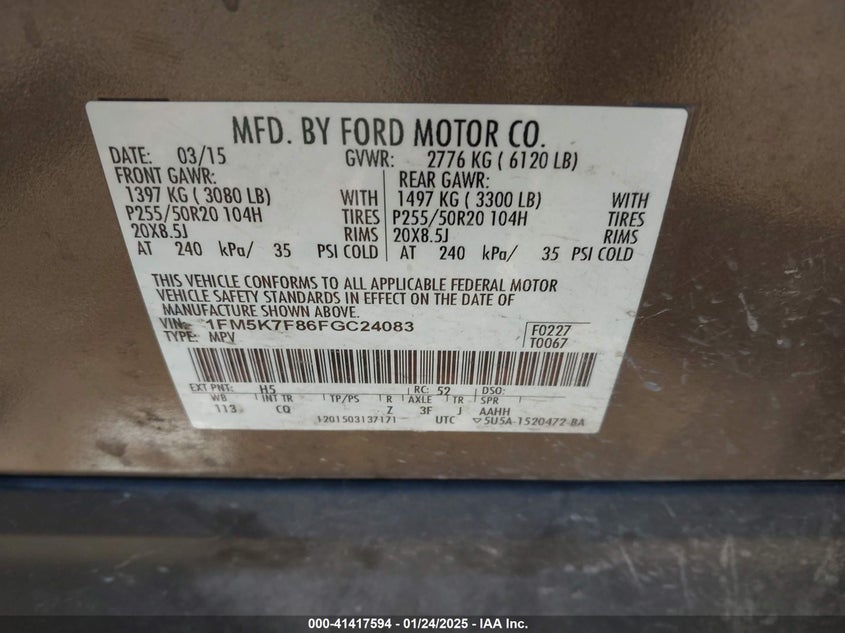 MFD. BY FORD MOTOR CO.
DATE: 03/15 GVWR: 2776 KG ( 6120 LB)
FRONT GAWR: REAR GAWR:
1397 KG ( 3080 LB) WITH 1497 KG ( 3300 LB) WITH
P255/50R20 104H TIRES P255/50R20 104H TIRES
20X8.5J RIMS 20X8.5J RIMS
AT 240 kPa/ 35 PSI COLD AT 240 kPa/ 35 PSI COLD
THIS VEHICLE CONFORMS TO ALL APPLICABLE FEDERAL MOTOR
VEHICLE SAFETY STANDARDS IN EFFECT ON THE DATE OF
MANUFACTURE SHOWN ABOVE.
VIN: 1FM5K7F86FGC24083 F0227
TYPE: MPV T0067
EXT PNT: H5 RC: 52 DSO:
WB INT TR TP/PS R AXLE TR SPR
113 CQ Z 3F J AAHH
1201503137171 UTC ▽5U5A-1520472-BA
000-41417594 - 01/24/2025 - IAA Inc.